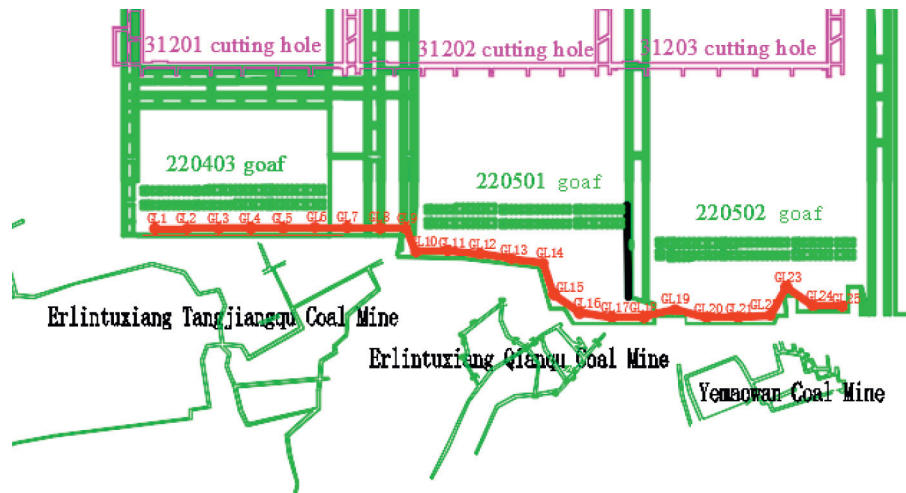 31201 cutting hole
31202 cutting hole
31203 cutting hole
220403 goaf
220501 goaf
220502 goaf
GL1 GL2 GL3 GL4 GL5 GL6 GL7 GL8 GL9
GL10 GL11 GL12 GL13 GL14
GL15
GL16 GL17
GL19
GL20 GL21
GL23
GL24 GL25
Erlintuxiang Tangjiangqu Coal Mine
Erlintuxiang Qianqu Coal Mine
Yemacwan Coal Mine